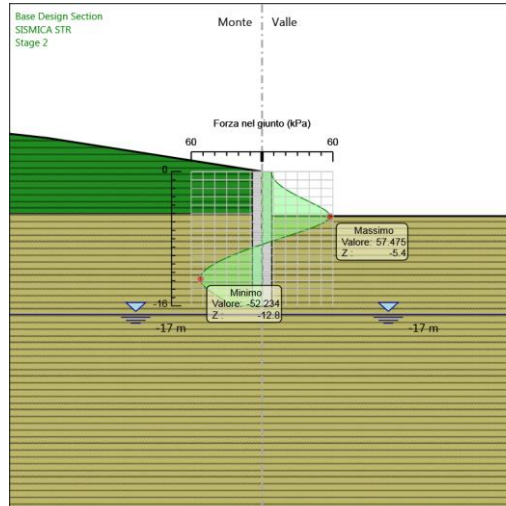 Base Design Section
SISMICA STR
Stage 2
Monte
Valle
Forza nel giunto (kPa)
60
60
0
Massimo
Valore: 57.475
Z : -5.4
Minimo
Valore: -52.234
Z : -12.8
-16
-17 m
-17 m